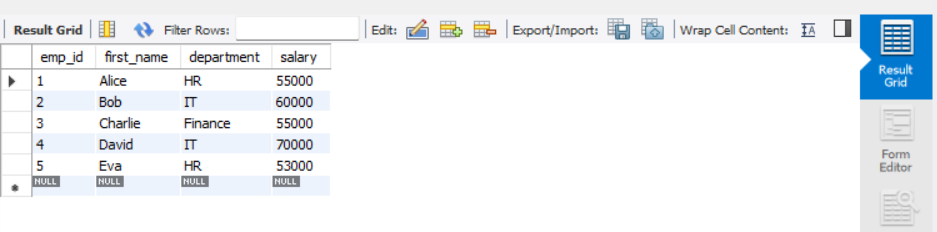 Result Grid Filter Rows: Edit: Export/Import: Wrap Cell Content: IA
emp_id first_name department salary
1 Alice HR 55000
2 Bob IT 60000
3 Charlie Finance 55000
4 David IT 70000
5 Eva HR 53000
NULL NULL NULL NULL
Result
Grid
Form
Editor